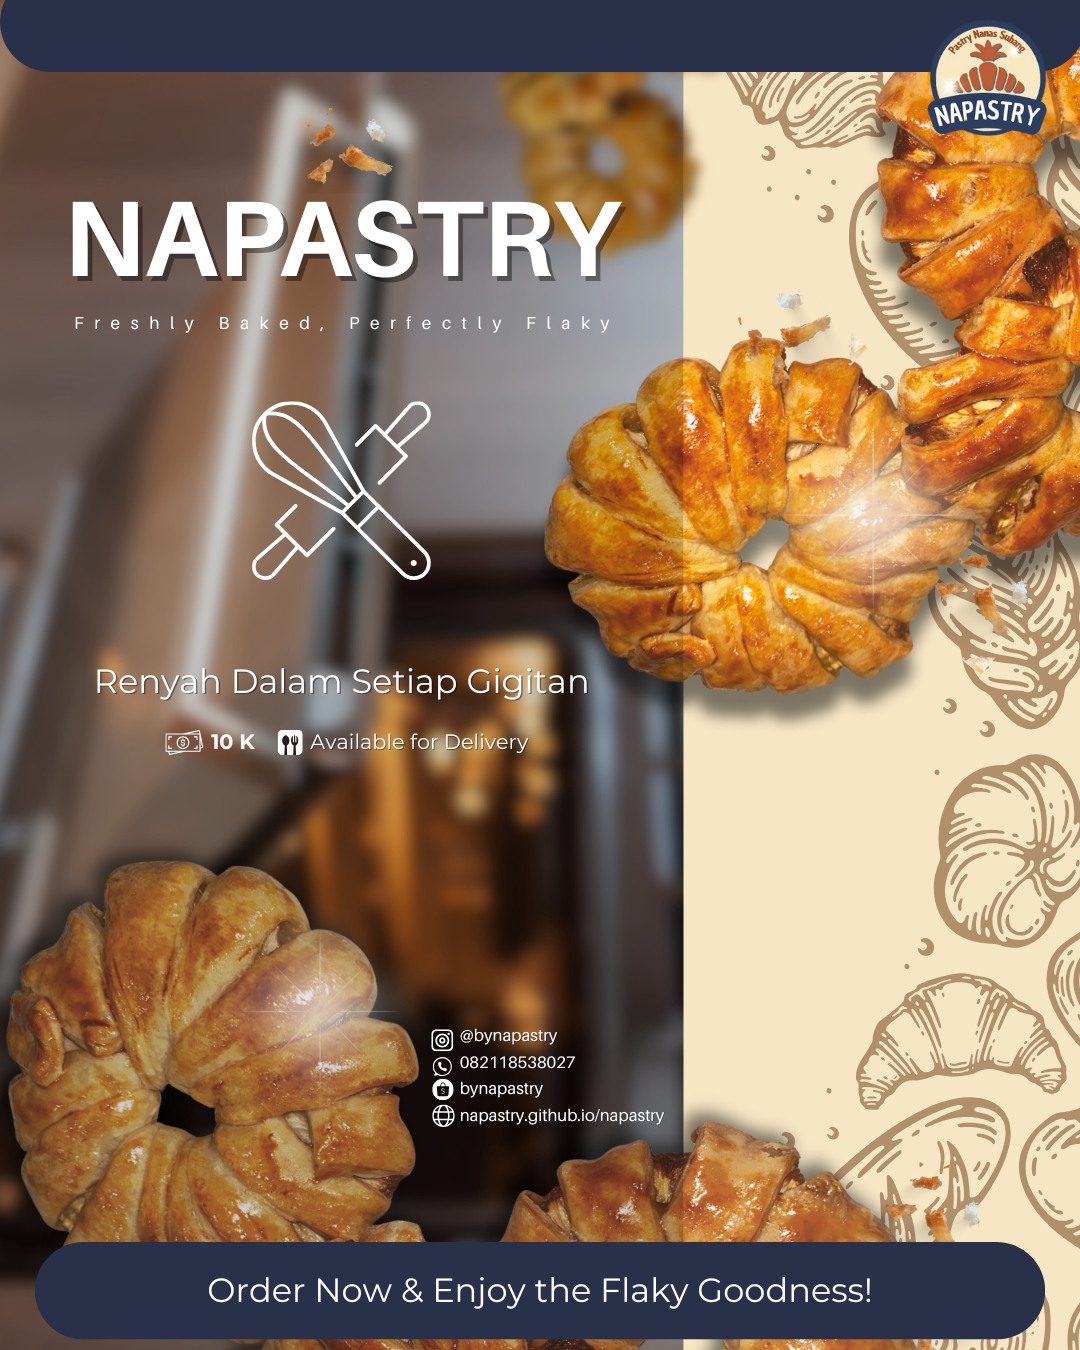 Pastry Nanas Subang
NAPASTRY
NAPASTRY
Freshly Baked, Perfectly Flaky
Renyah Dalam Setiap Gigitan
10 K Available for Delivery
@bynapastry
082118538027
bynapastry
napastry.github.io/napastry
Order Now & Enjoy the Flaky Goodness!